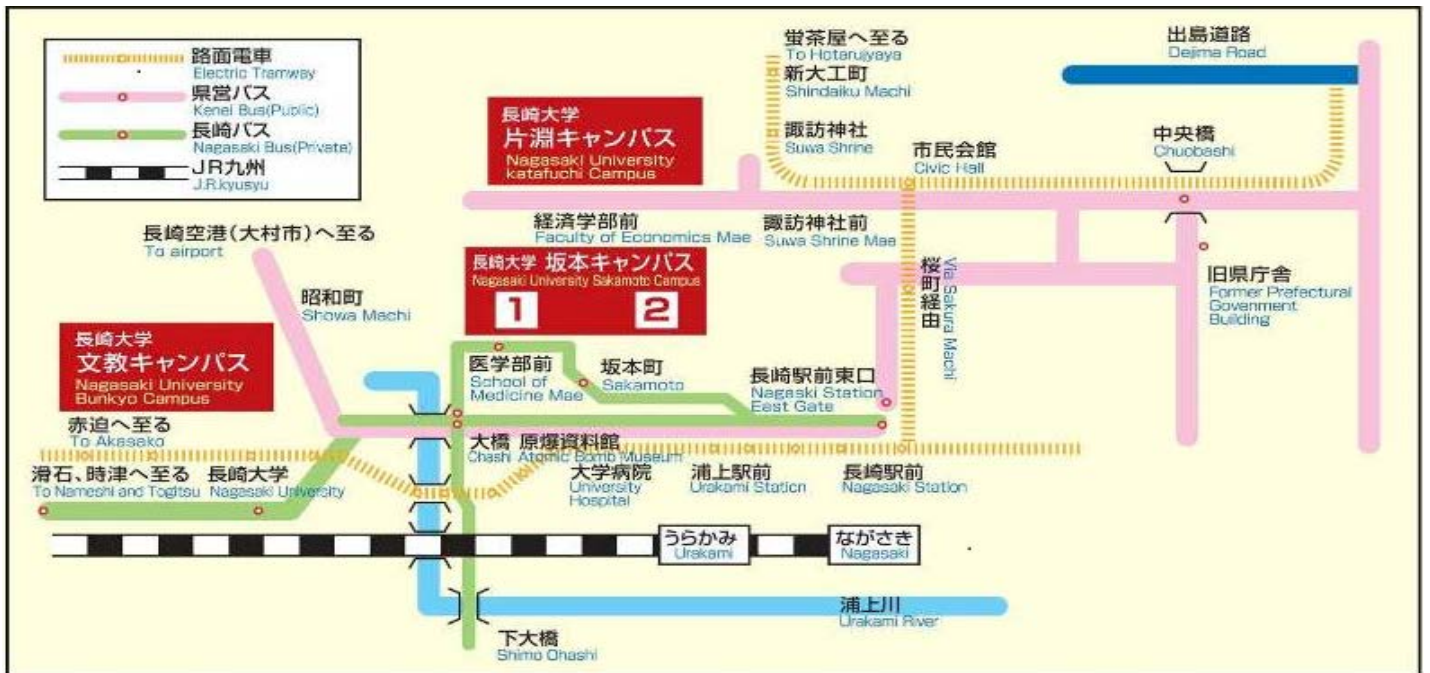 路面電車
Electric Tramway
県営バス
Kenei Bus(Public)
長崎バス
Nagasaki Bus(Private)
JR九州
J.R.kyusyu
蛍茶屋へ至る
To Hotarujyaya
新大工町
Shindaiku Machi
諏訪神社
Suwa Shrine
出島道路
Dejima Road
長崎大学
片淵キャンパス
Nagasaki University
katafuchi Campus
市民会館
Civic Hall
中央橋
Chuobashi
経済学部前
Faculty of Economics Mae
諏訪神社前
Suwa Shrine Mae
長崎空港(大村市)へ至る
To airport
長崎大学 坂本キャンパス
Nagasaki University Sakamoto Campus
1
2
桜町経由
Via Sakura Machi
旧県庁舎
Former Prefectural
Govenment
Building
昭和町
Showa Machi
長崎大学
文教キャンパス
Nagasaki University
Bunkyo Campus
医学部前
School of
Medicine Mae
坂本町
Sakamoto
長崎駅前東口
Nagaski Station
East Gate
赤迫へ至る
To Akasako
大橋 原爆資料館
Ohashi Atomic Bomb Museum
滑石、時津へ至る
To Nameshi and Togitsu
長崎大学
Nagasaki University
大学病院
University
Hospital
浦上駅前
Urakami Station
長崎駅前
Nagasaki Station
うらかみ
Urakami
ながさき
Nagasaki
浦上川
Urakami River
下大橋
Shimo Ohashi